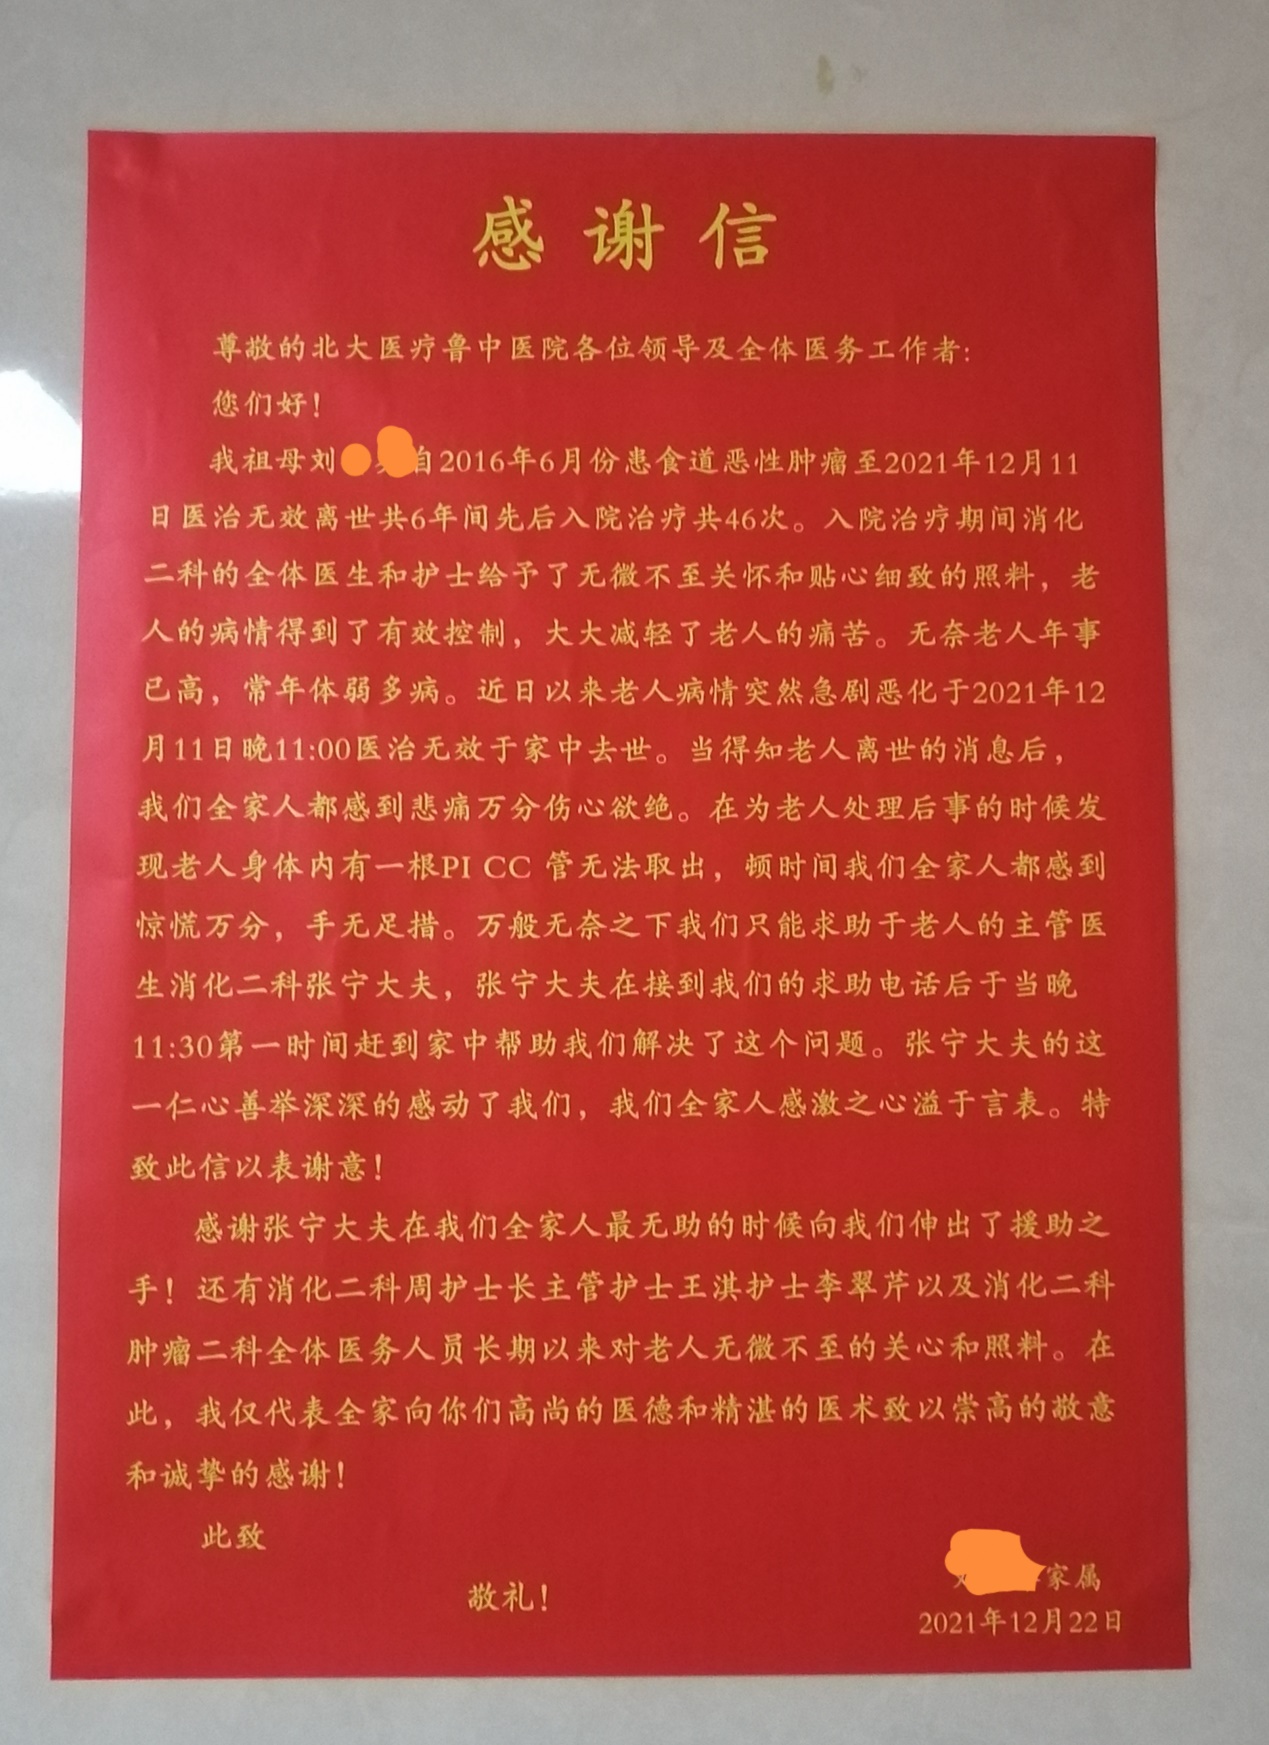 感谢信
尊敬的北大医疗鲁中医院各位领导及全体医务工作者:
您们好!
我祖母刘 自2016年6月份患食道恶性肿瘤至2021年12月11
日医治无效离世共6年间先后入院治疗共46次。入院治疗期间消化
二科的全体医生和护士给予了无微不至关怀和贴心细致的照料，老
人的病情得到了有效控制，大大减轻了老人的痛苦。无奈老人年事
已高，常年体弱多病。近日以来老人病情突然急剧恶化于2021年12
月11日晚11:00医治无效于家中去世。当得知老人离世的消息后，
我们全家人都感到悲痛万分伤心欲绝。在为老人处理后事的时候发
现老人身体内有一根PI CC 管无法取出，顿时间我们全家人都感到
惊慌万分，手无足措。万般无奈之下我们只能求助于老人的主管医
生消化二科张宁大夫，张宁大夫在接到我们的求助电话后于当晚
11:30第一时间赶到家中帮助我们解决了这个问题。张宁大夫的这
一仁心善举深深的感动了我们，我们全家人感激之心溢于言表。特
致此信以表谢意!
感谢张宁大夫在我们全家人最无助的时候向我们伸出了援助之
手! 还有消化二科周护士长主管护士王淇护士李翠芹以及消化二科
肿瘤二科全体医务人员长期以来对老人无微不至的关心和照料。在
此，我仅代表全家向你们高尚的医德和精湛的医术致以崇高的敬意
和诚挚的感谢!
此致
敬礼!
家属
2021年12月22日